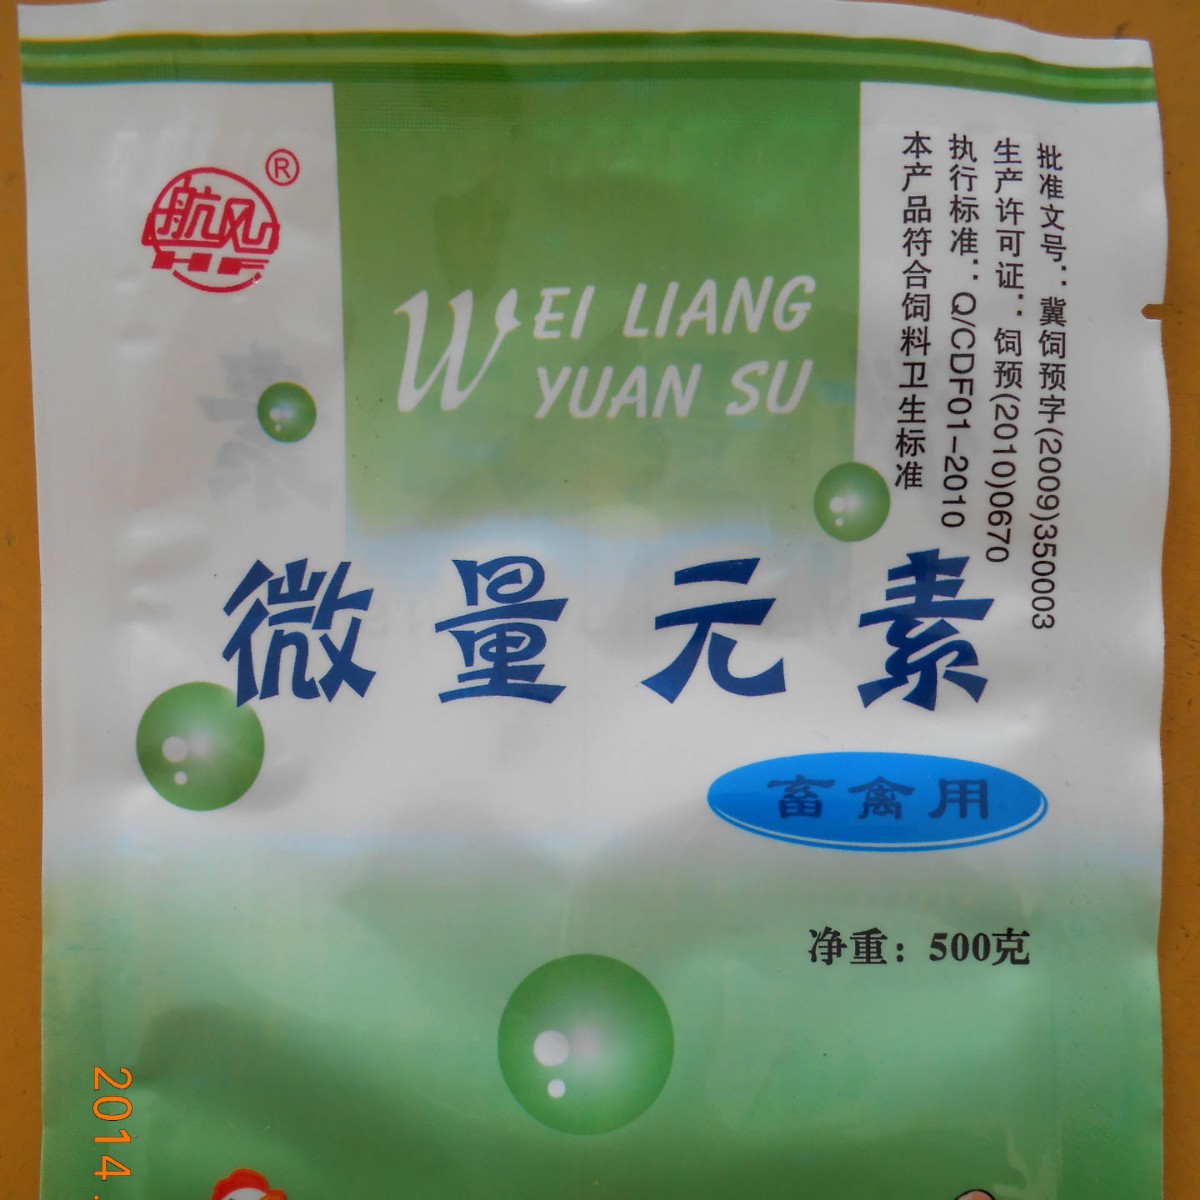 航风
®
HF
WEI LIANG
YUAN SU
批准文号：冀饲预字(2009)350003
生产许可证：饲预(2010)0670
执行标准：Q/CDF01-2010
本产品符合饲料卫生标准
微量元素
畜禽用
净重：500克
2014